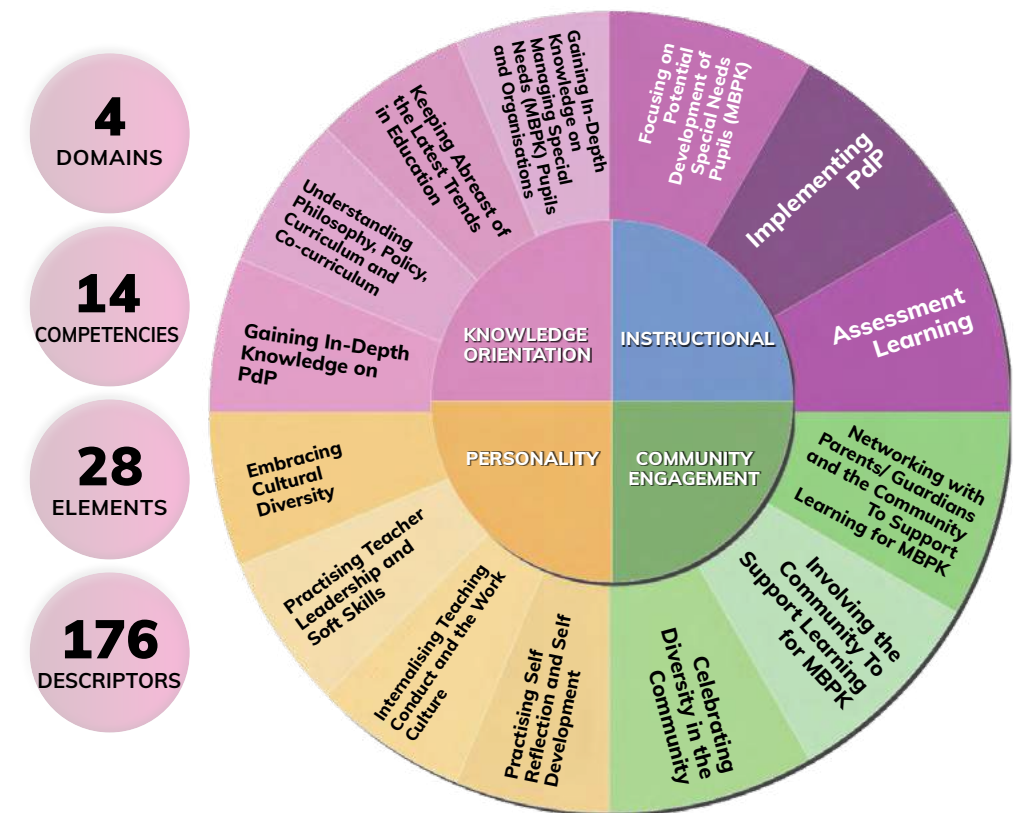 4
DOMAINS
14
COMPETENCIES
28
ELEMENTS
176
DESCRIPTORS
KNOWLEDGE
ORIENTATION
INSTRUCTIONAL
PERSONALITY
COMMUNITY
ENGAGEMENT
Gaining In-Depth
Knowledge on
PdP
Understanding
Philosophy, Policy,
Curriculum and
Co-curriculum
Keeping Abreast of
the Latest Trends
in Education
Gaining In-Depth
Knowledge on
Managing Special
Needs (MBPK) Pupils
and Organisations
Focusing on
Potential
Development of
Special Needs
Pupils (MBPK)
Implementing
PdP
Assessment
Learning
Networking with
Parents/ Guardians
and the Community
To Support
Learning for MBPK
Involving the
Community To
Support Learning
for MBPK
Celebrating
Diversity in the
Community
Practising Self
Reflection and Self
Development
Internalising Teaching
Conduct and the Work
Culture
Practising Teacher
Leadership and
Soft Skills
Embracing
Cultural
Diversity